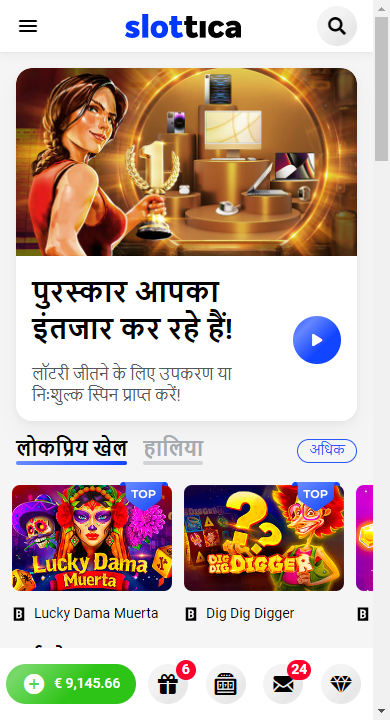 slottica
पुरस्कार आपका
इंतजार कर रहे हैं!
लॉटरी जीतने के लिए उपकरण या
निःशुल्क स्पिन प्राप्त करें!
लोकप्रिय खेल हालिया अधिक
TOP TOP
LUCKY DAMA MUERTA
DIG DIG DIGGER
Lucky Dama Muerta Dig Dig Digger
€ 9,145.66 6 24